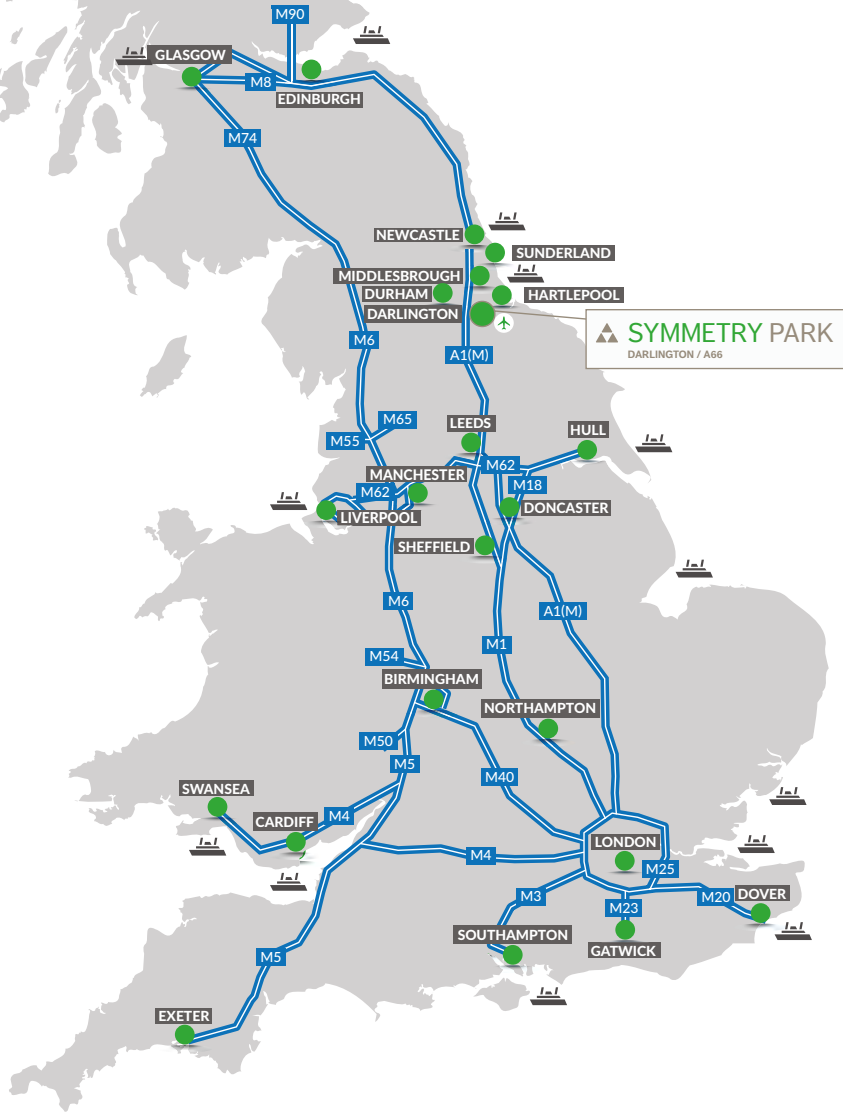 M90
GLASGOW
M8
EDINBURGH
M74
NEWCASTLE
SUNDERLAND
MIDDLESBROUGH
DURHAM
HARTLEPOOL
DARLINGTON
SYMMETRY PARK
DARLINGTON / A66
M6
A1(M)
M65
LEEDS
M55
HULL
M62
MANCHESTER
M18
M62
DONCASTER
LIVERPOOL
SHEFFIELD
M6
A1(M)
M1
M54
BIRMINGHAM
NORTHAMPTON
M50
M5
M40
SWANSEA
M4
CARDIFF
LONDON
M4
M25
M3
M20
DOVER
M23
SOUTHAMPTON
GATWICK
M5
EXETER